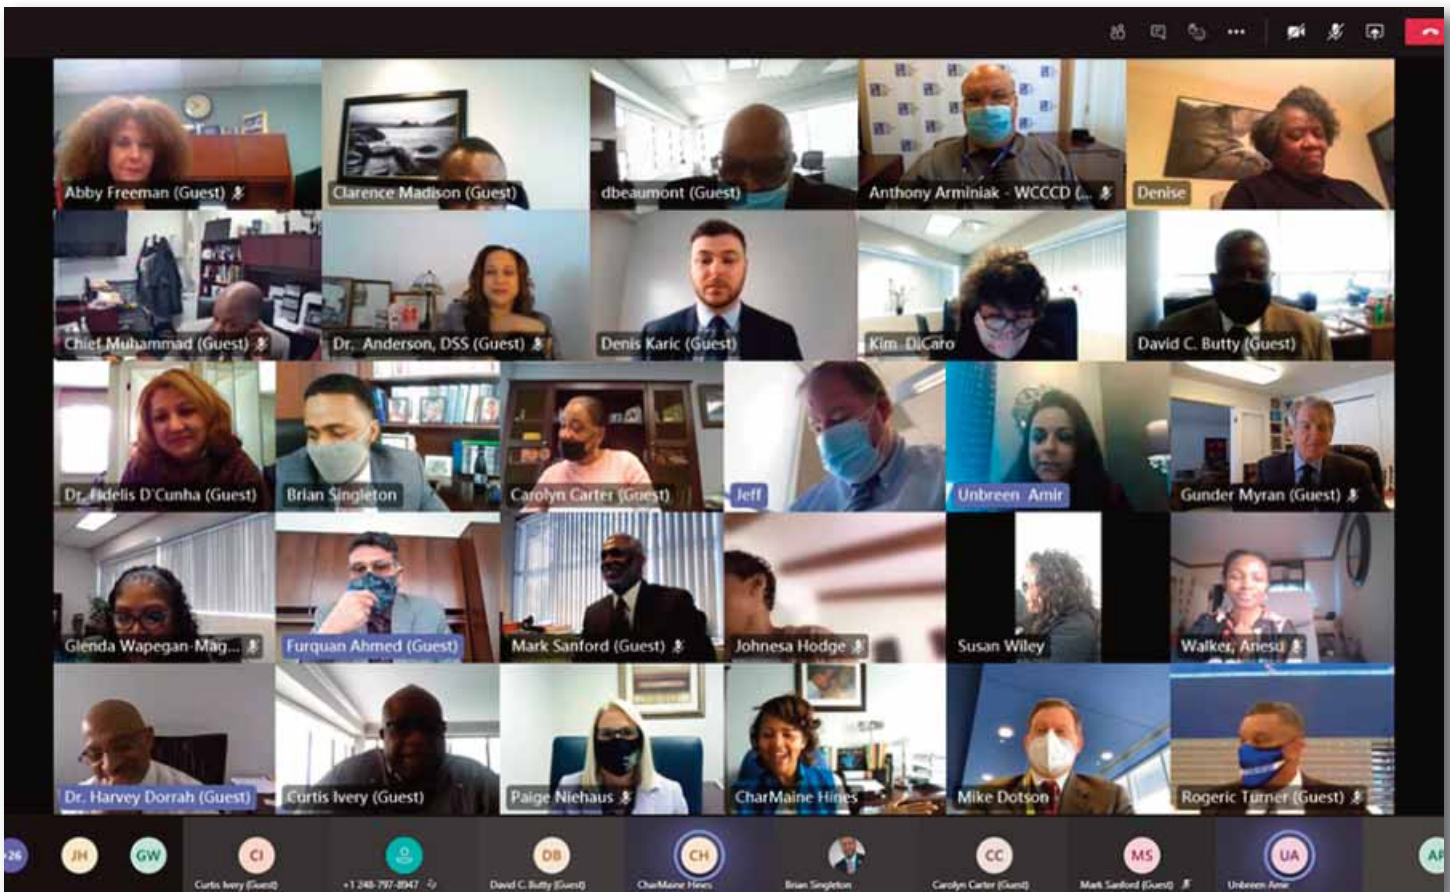 Abby Freeman (Guest)
Clarence Madison (Guest)
dbeaumont (Guest)
Anthony Arminiak - WCCCD (...
Denise
Chief Muhammad (Guest)
Dr. Anderson, DSS (Guest)
Denis Karic (Guest)
Kim DiCaro
David C. Butty (Guest)
Dr. Fidelis D'Cunha (Guest)
Brian Singleton
Carolyn Carter (Guest)
Jeff
Unbreen Amir
Gunder Myran (Guest)
Glenda Wapegan-Mag...
Furquan Ahmed (Guest)
Mark Sanford (Guest)
Johnesa Hodge
Susan Wiley
Walker, Anesu
Dr. Harvey Dorrah (Guest)
Curtis Ivery (Guest)
Paige Niehaus
CharMaine Hines
Mike Dotson
Rogeric Turner (Guest)
+26
JH
GW
CI
DB
CH
CC
MS
UA
AF
Curtis Ivery (Guest)
+1 248-797-8947
David C. Butty (Guest)
CharMaine Hines
Brian Singleton
Carolyn Carter (Guest)
Mark Sanford (Guest)
Unbreen Amir